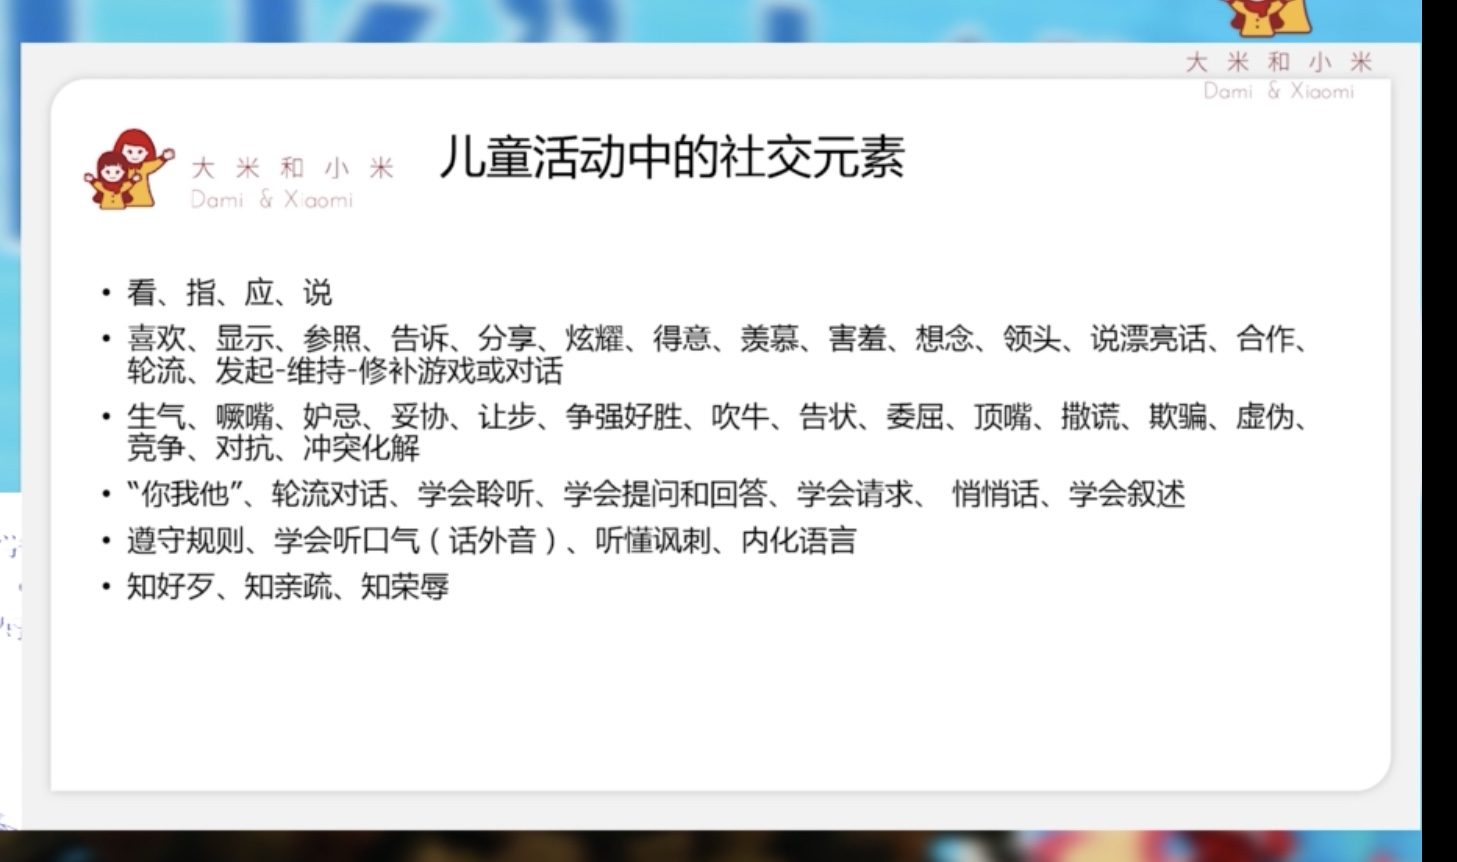 大米和小米
Dami & Xiaomi
大米和小米
Dami & Xiaomi
儿童活动中的社交元素
• 看、指、应、说
• 喜欢、显示、参照、告诉、分享、炫耀、得意、羡慕、害羞、想念、领头、说漂亮话、合作、
轮流、发起-维持-修补游戏或对话
• 生气、噘嘴、妒忌、妥协、让步、争强好胜、吹牛、告状、委屈、顶嘴、撒谎、欺骗、虚伪、
竞争、对抗、冲突化解
• “你我他”、轮流对话、学会聆听、学会提问和回答、学会请求、 悄悄话、学会叙述
• 遵守规则、学会听口气（话外音）、听懂讽刺、内化语言
• 知好歹、知亲疏、知荣辱